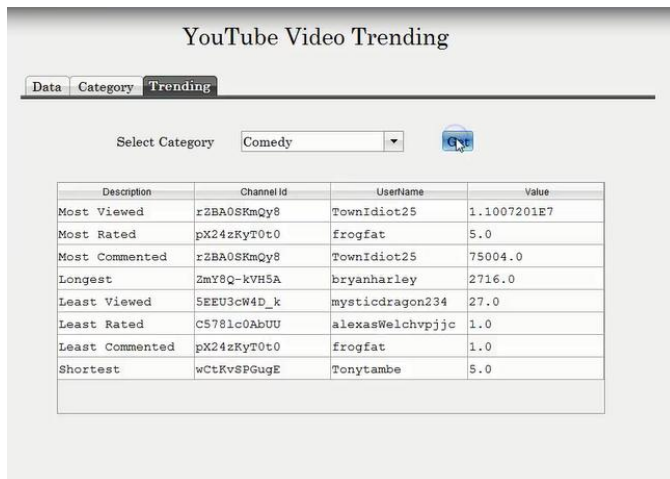 YouTube Video Trending
Data Category Trending
Select Category Comedy Get
Description Channel Id UserName Value
Most Viewed rZBA0SKmQy8 TownIdiot25 1.1007201E7
Most Rated pX24zKyT0t0 frogfat 5.0
Most Commented rZBA0SKmQy8 TownIdiot25 75004.0
Longest ZmY8Q-kVH5A bryanharley 2716.0
Least Viewed 5EEU3cW4D_k mysticdragon234 27.0
Least Rated C5781c0AbUU alexasWelchvpjjc 1.0
Least Commented pX24zKyT0t0 frogfat 1.0
Shortest wCtKvSPGugE Tonytambe 5.0